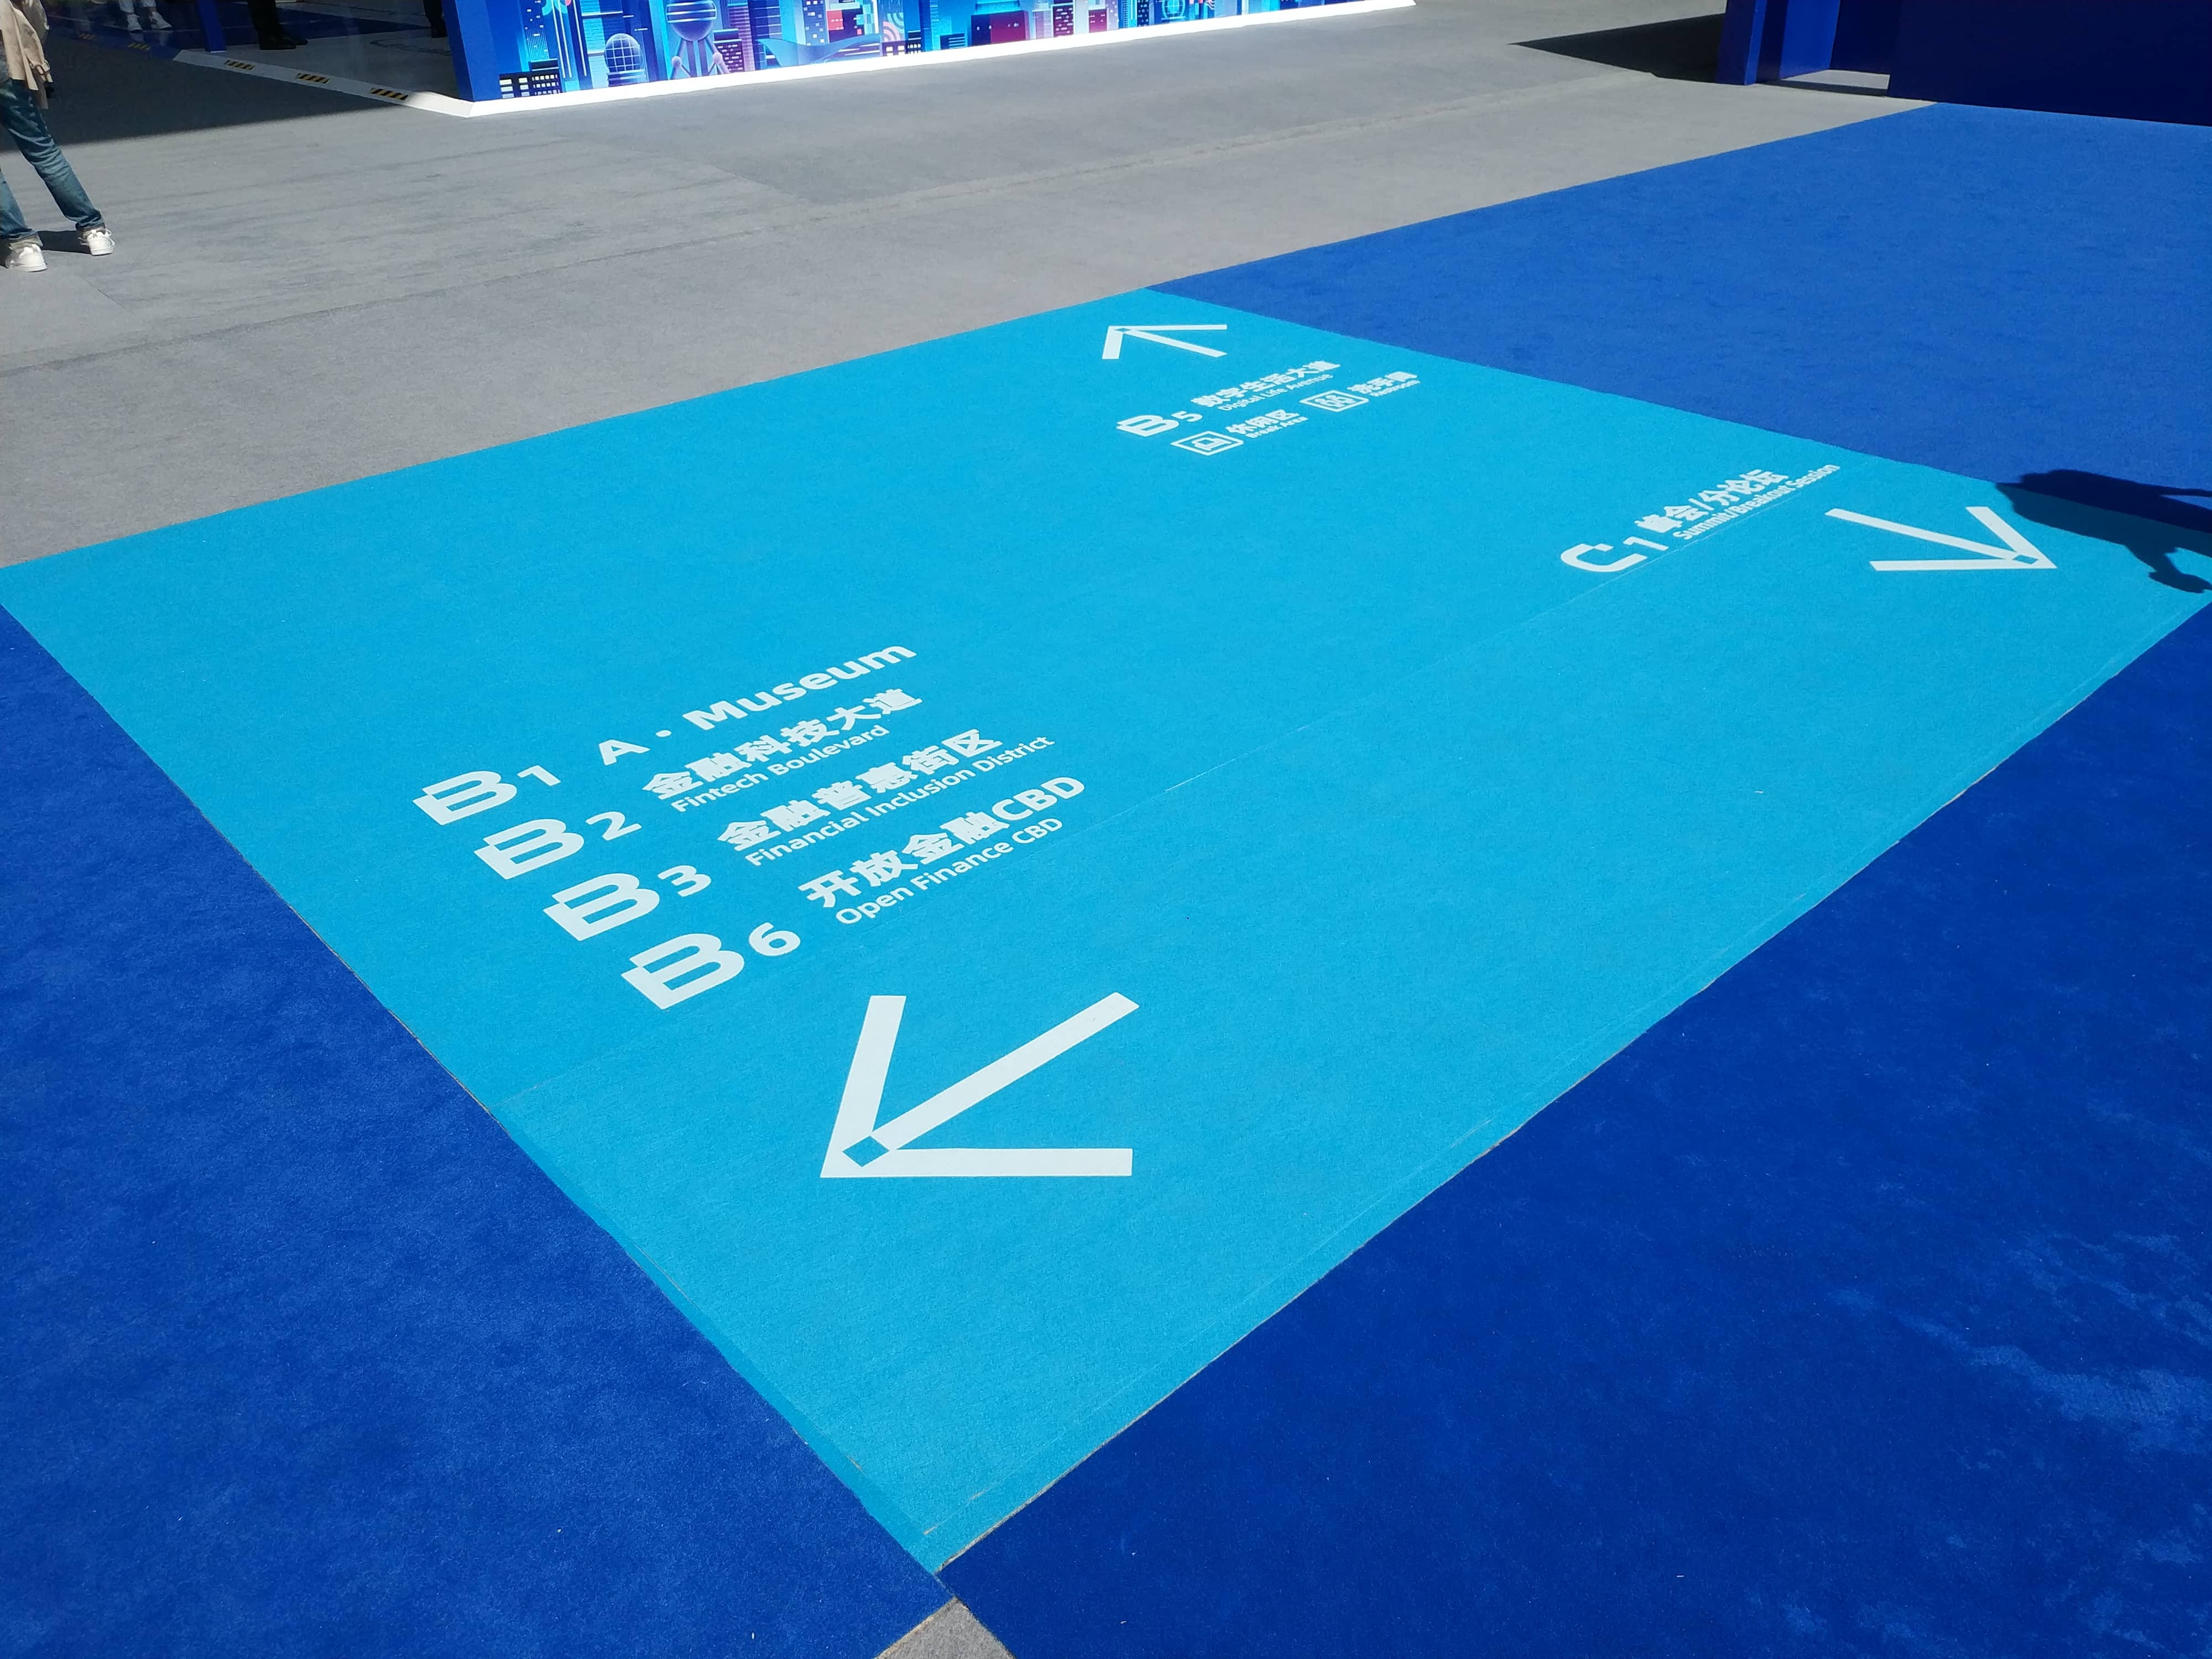 B5 数字生活大道
Digital Life Avenue
休闲区
Break Area
洗手间
Restroom
C1 峰会/分论坛
Summit/Breakout Session
B1 A·Museum
B2 金融科技大道
Fintech Boulevard
B3 金融普惠街区
Financial Inclusion District
B6 开放金融CBD
Open Finance CBD